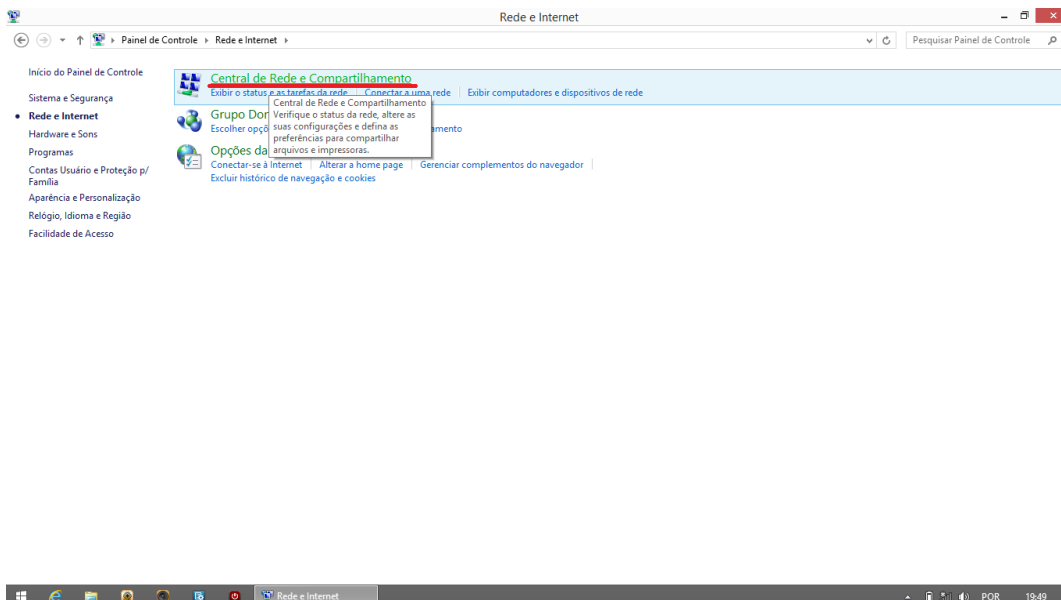 Rede e Internet
Painel de Controle Rede e Internet
Pesquisar Painel de Controle
Início do Painel de Controle
Sistema e Segurança
Rede e Internet
Hardware e Sons
Programas
Contas Usuário e Proteção p/
Família
Aparência e Personalização
Relógio, Idioma e Região
Facilidade de Acesso
Central de Rede e Compartilhamento
Exibir o status e as tarefas da rede Conectar a uma rede Exibir computadores e dispositivos de rede
Central de Rede e Compartilhamento
Verifique o status da rede, altere as
suas configurações e defina as
preferências para compartilhar
arquivos e impressoras.
Grupo
Escolher
Opções da
Conectar-se à Internet Alterar a home page Gerenciar complementos do navegador
Excluir histórico de navegação e cookies
Rede e Internet
POR 19:49